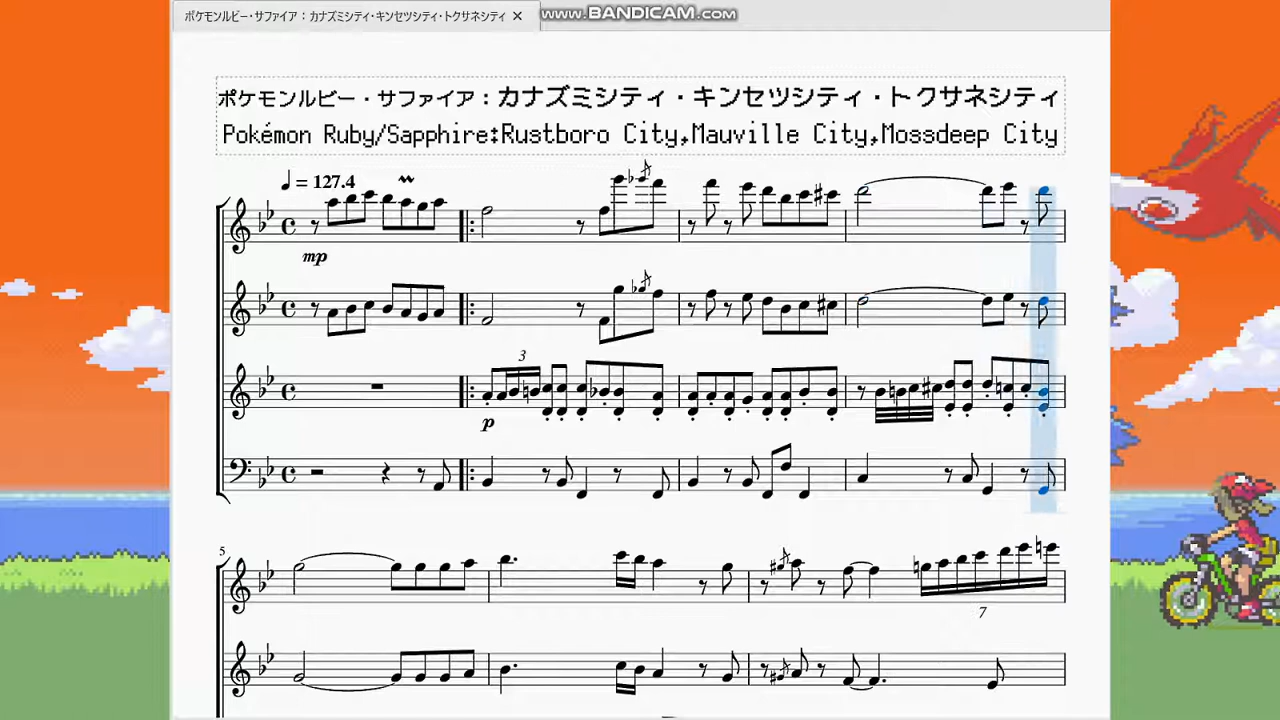 ポケモンルビー・サファイア：カナズミシティ・キンセツシティ・トクサネシティ ×
www.BANDICAM.com
ポケモンルビー・サファイア：カナズミシティ・キンセツシティ・トクサネシティ
Pokémon Ruby/Sapphire:Rustboro City,Mauville City,Mossdeep City
♩ = 127.4
mp
3
p
5
7